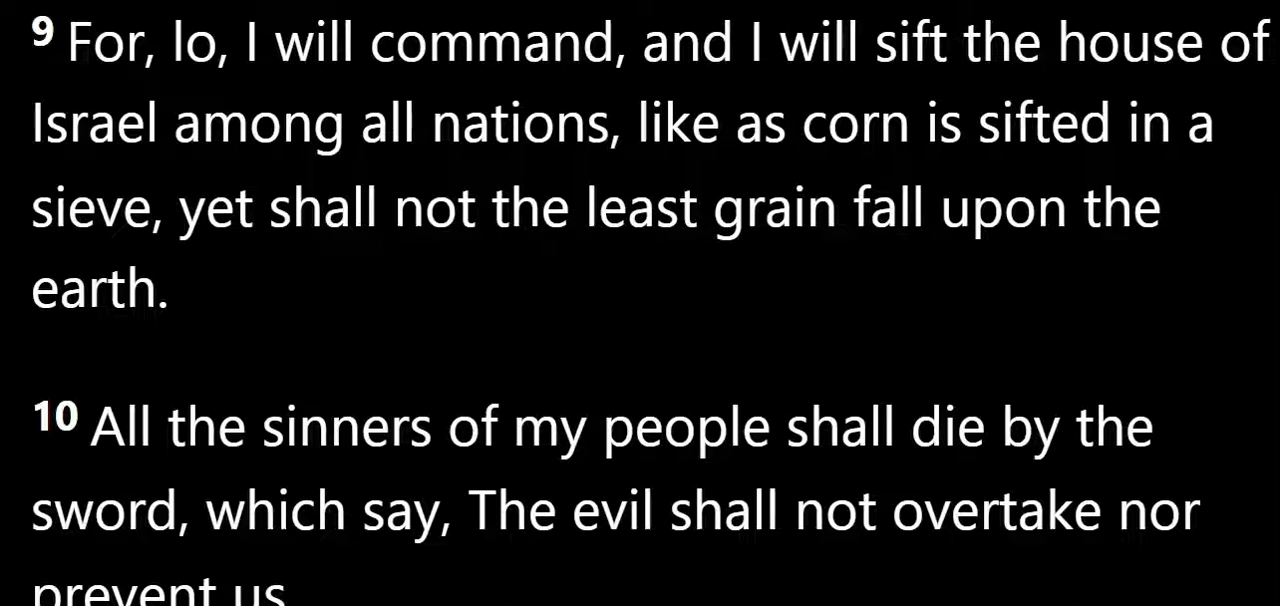 9 For, lo, I will command, and I will sift the house of
Israel among all nations, like as corn is sifted in a
sieve, yet shall not the least grain fall upon the
earth.
10 All the sinners of my people shall die by the
sword, which say, The evil shall not overtake nor
prevent us